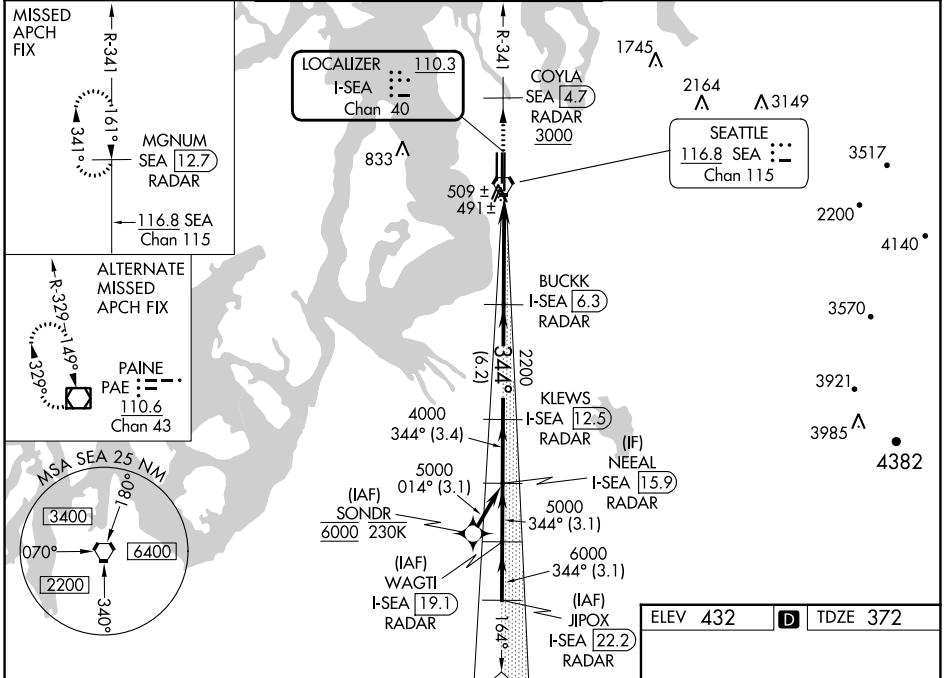 MISSED
APCH
FIX
R-341
161°
341°
MGNUM
SEA 12.7
RADAR
116.8 SEA
Chan 115
ALTERNATE
MISSED
APCH FIX
R-329
149°
329°
PAINE
PAE
110.6
Chan 43
MSA SEA 25 NM
180°
3400
070°
6400
2200
340°
LOCALIZER 110.3
I-SEA
Chan 40
R-341
COYLA
SEA 4.7
RADAR
3000
1745
2164
3149
SEATTLE
116.8 SEA
Chan 115
833
509 ±
491 ±
3517
2200
4140
3570
3921
3985
4382
BUCKK
I-SEA 6.3
RADAR
2200
344°
(6.2)
KLEWS
I-SEA 12.5
RADAR
4000
344° (3.4)
(IF)
NEEAL
I-SEA 15.9
RADAR
5000
014° (3.1)
(IAF)
SONDR
6000 230K
5000
344° (3.1)
(IAF)
WAGTI
I-SEA 19.1
RADAR
6000
344° (3.1)
(IAF)
JIPOX
I-SEA 22.2
RADAR
164°
ELEV 432 D TDZE 372